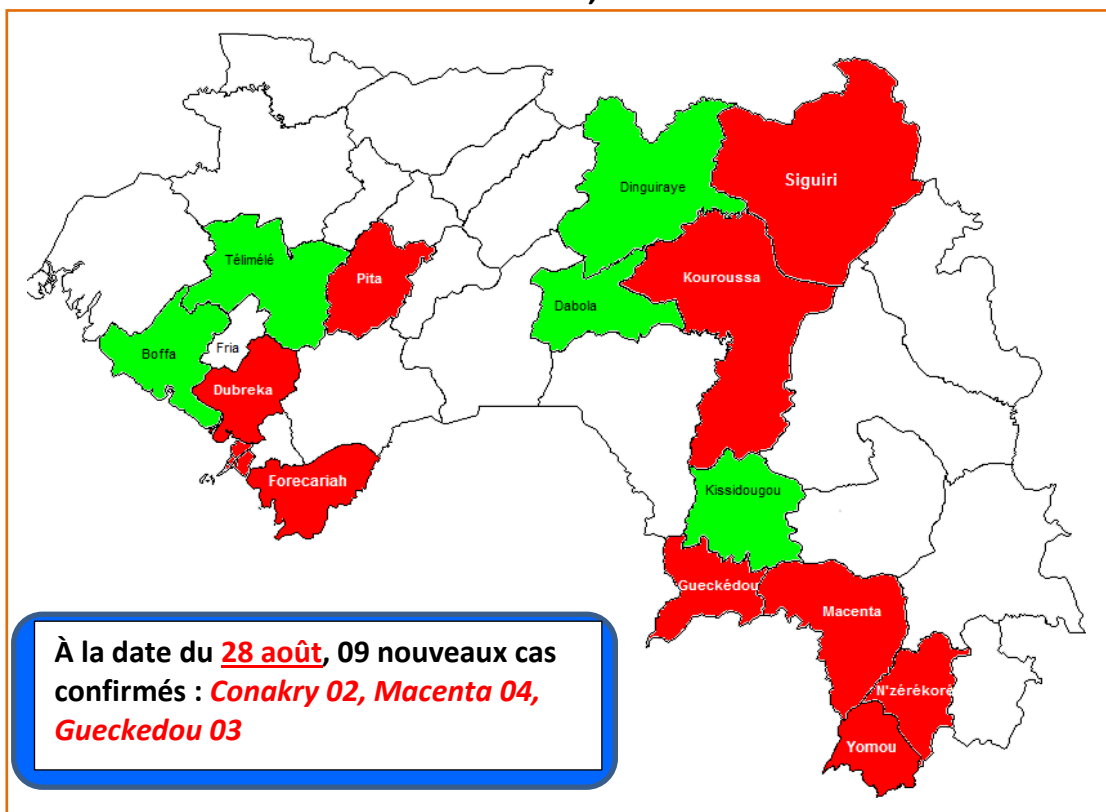 Siguiri
Dinguiraye
Télimélé
Pita
Kouroussa
Dabola
Fria
Boffa
Dubreka
Forecariah
Kissidougou
Gueckédou
Macenta
N'zérékoré
Yomou
À la date du 28 août, 09 nouveaux cas
confirmés : Conakry 02, Macenta 04,
Gueckedou 03